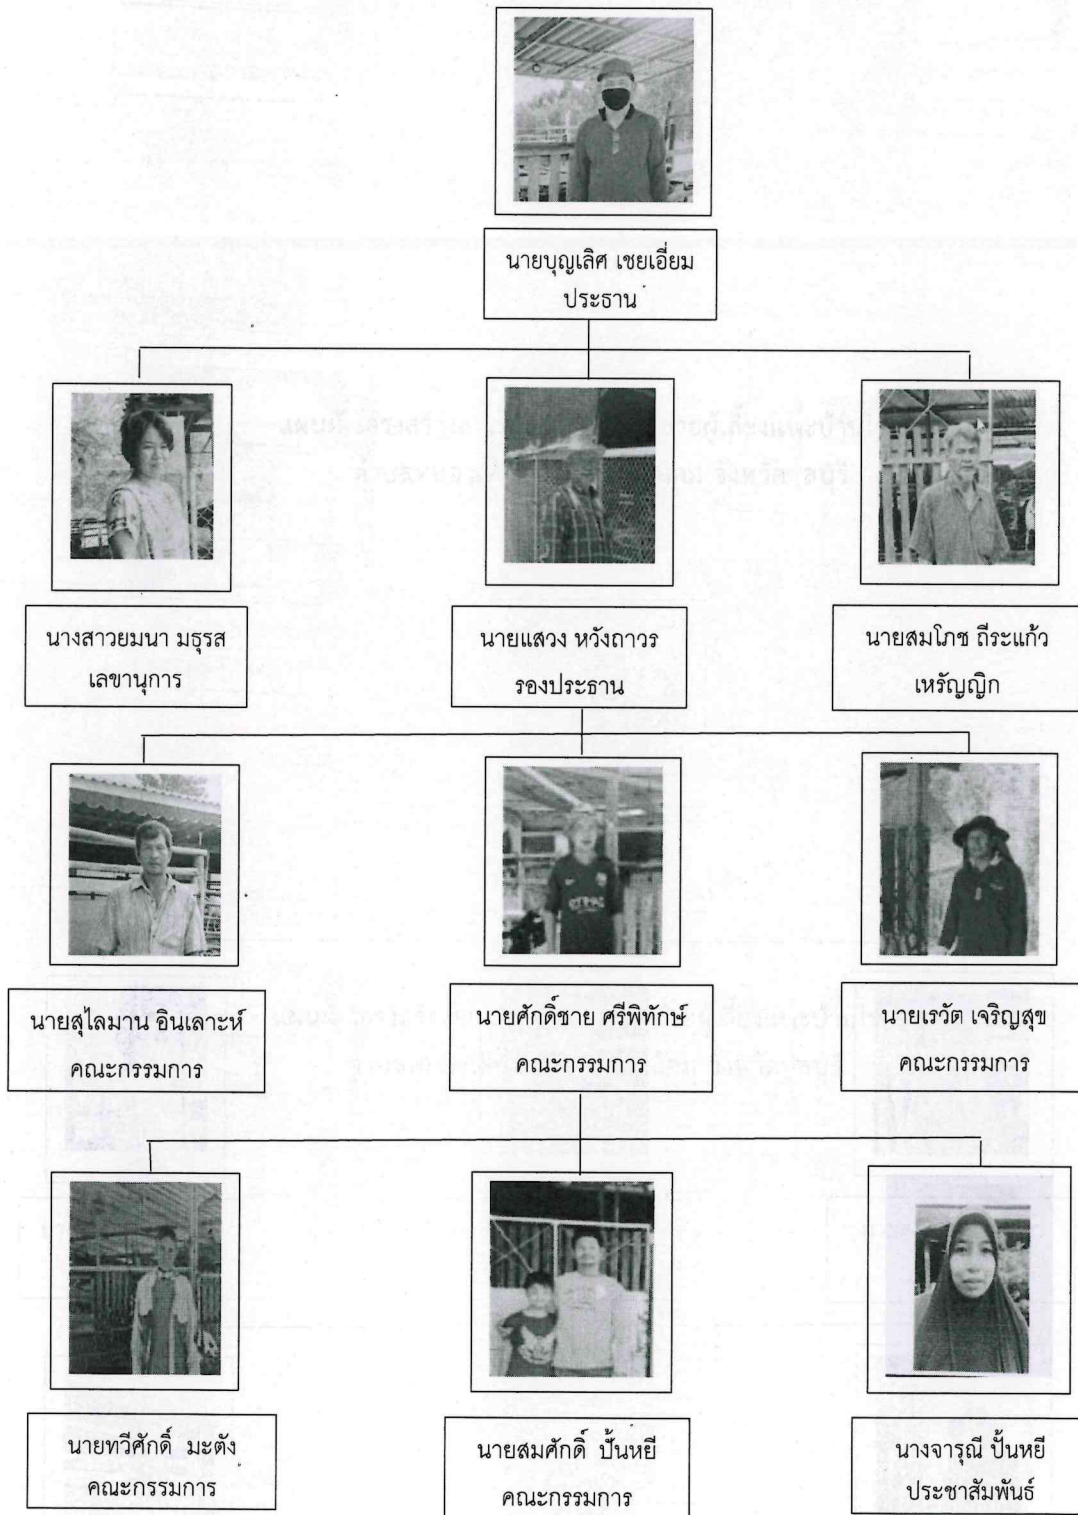 นายบุญเลิศ เชยเอี่ยม
ประธาน
นางสาวยมนา มธุรส
เลขานุการ
นายแสวง หวังถาวร
รองประธาน
นายสมโภช ถีระแก้ว
เหรัญญิก
นายสุไลมาน อินเลาะห์
คณะกรรมการ
นายศักดิ์ชาย ศรีพิทักษ์
คณะกรรมการ
นายเรวัต เจริญสุข
คณะกรรมการ
นายทวีศักดิ์ มะตัง
คณะกรรมการ
นายสมศักดิ์ ปั้นหยี
คณะกรรมการ
นางจารุณี ปั้นหยี
ประชาสัมพันธ์